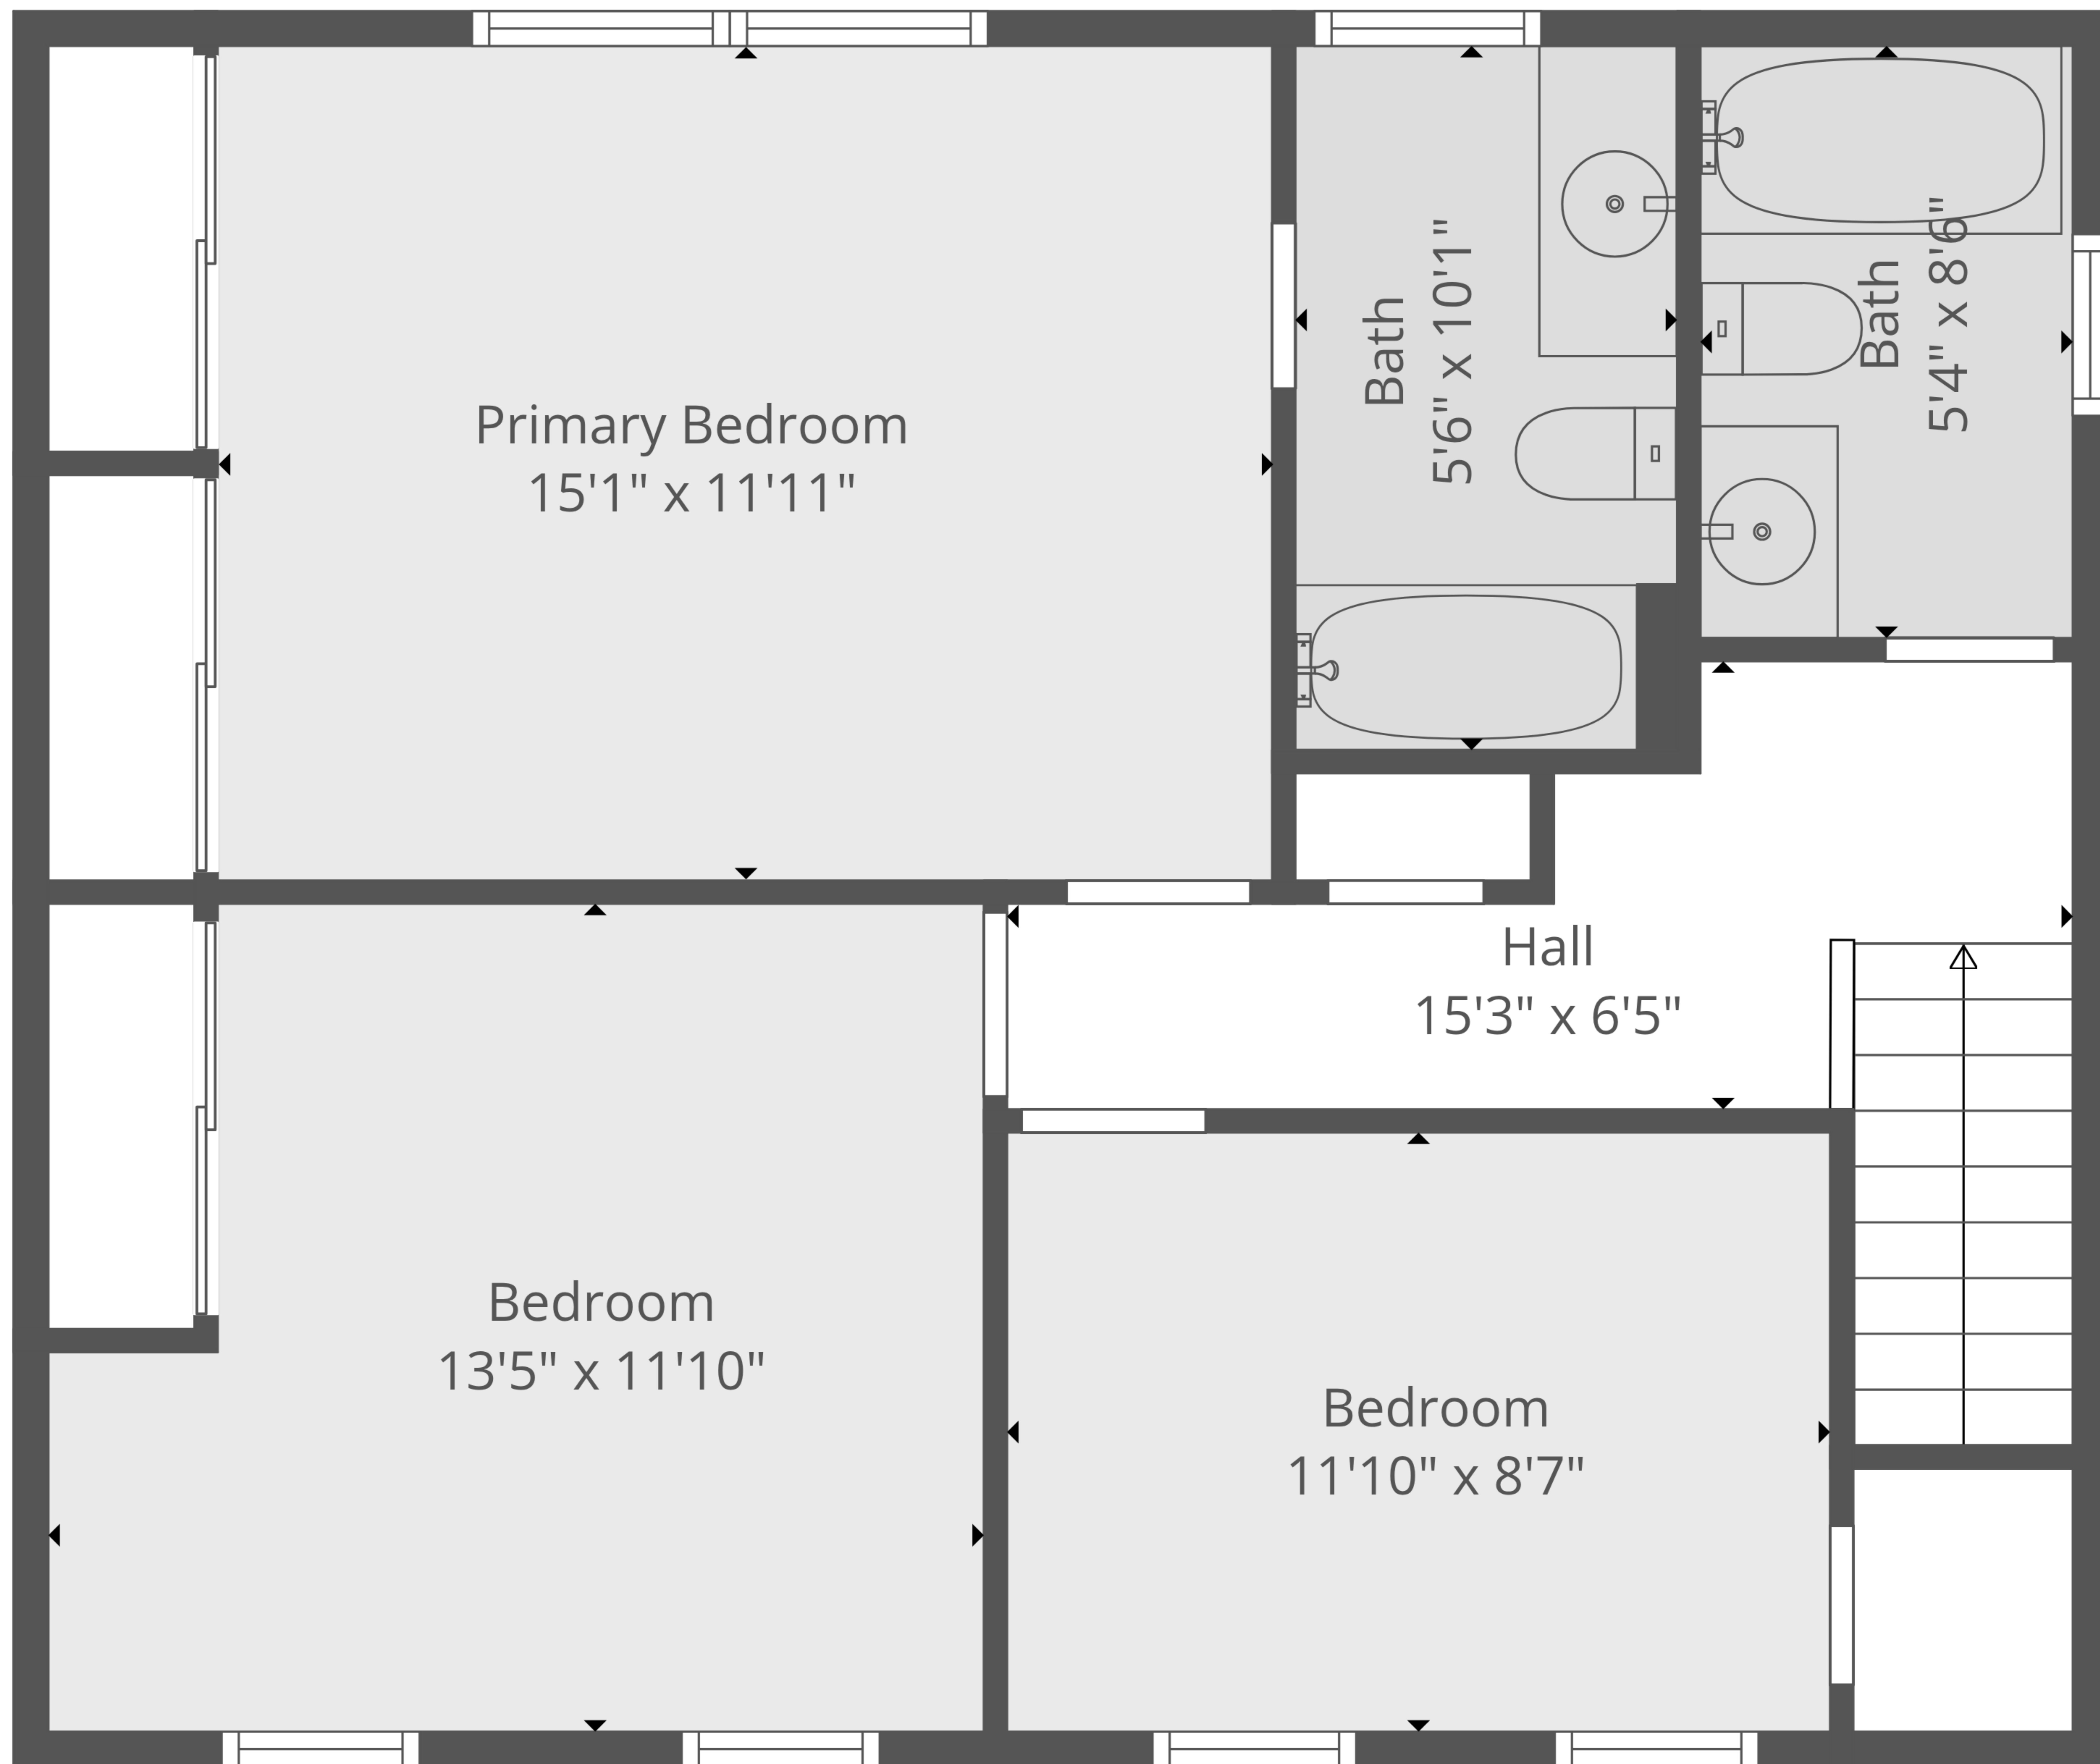 Primary Bedroom
15'1" x 11'11"
Bath
5'6" x 10'1"
Bath
5'4" x 8'6"
Hall
15'3" x 6'5"
Bedroom
13'5" x 11'10"
Bedroom
11'10" x 8'7"